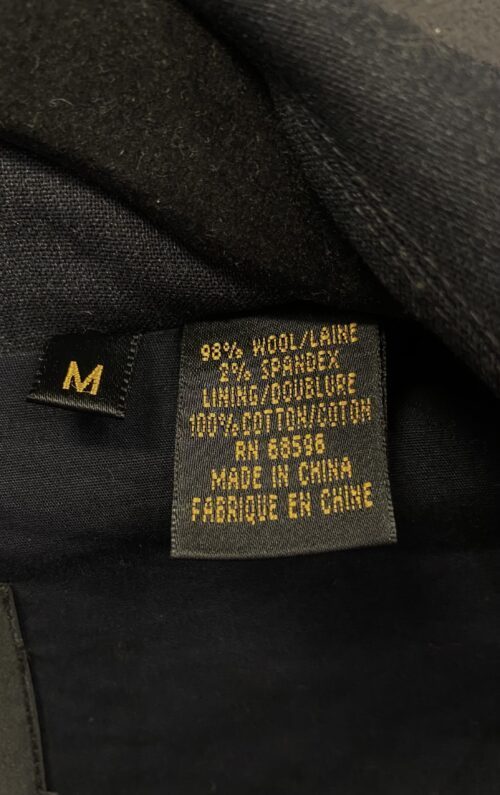 M
98% WOOL/LAINE
2% SPANDEX
LINING/DOUBLURE
100% COTTON/COTON
RN 68586
MADE IN CHINA
FABRIQUE EN CHINE